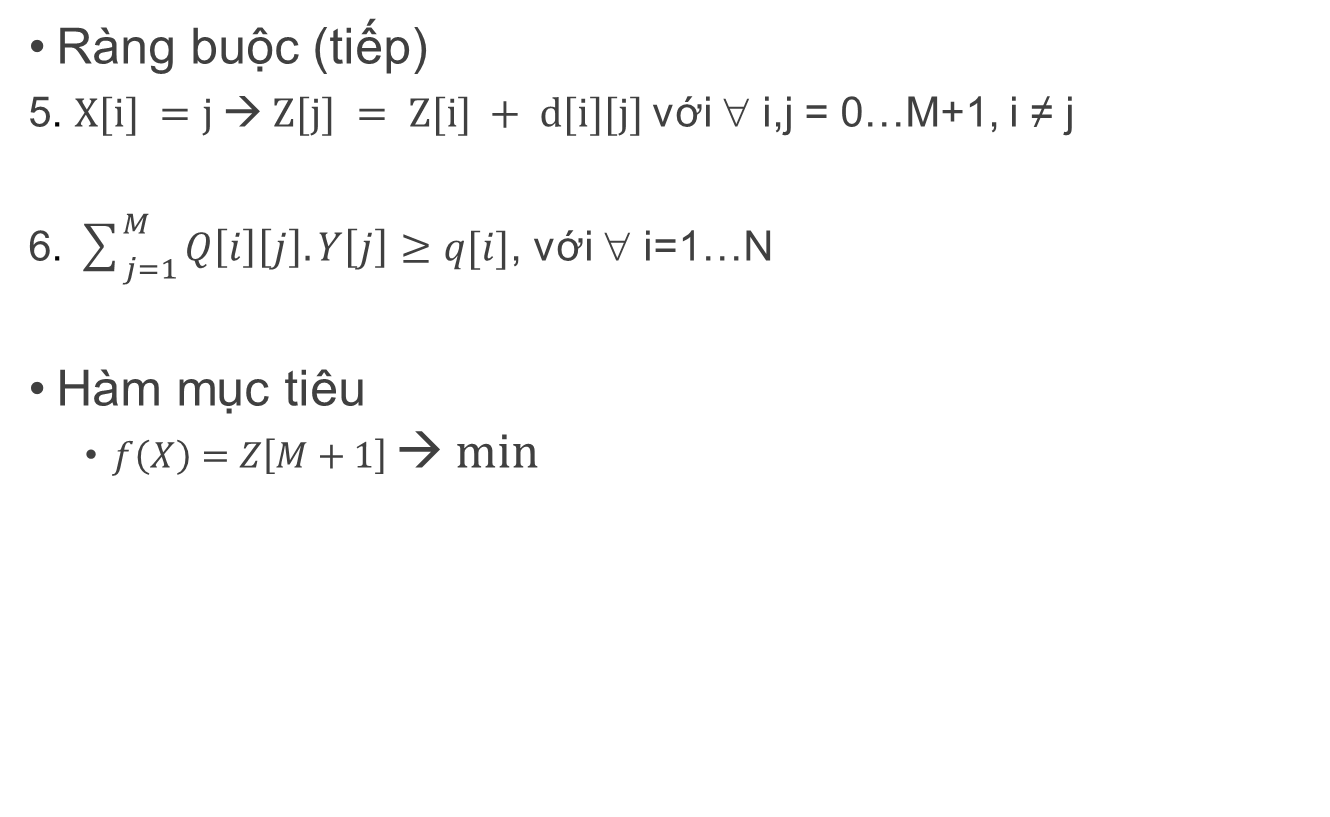 • Ràng buộc (tiếp)
5. X[i] = j → Z[j] = Z[i] + d[i][j] với ∀ i,j = 0…M+1, i ≠ j
6. ∑_{j=1}^{M} Q[i][j].Y[j] ≥ q[i], với ∀ i=1…N
• Hàm mục tiêu
• f(X) = Z[M + 1] → min